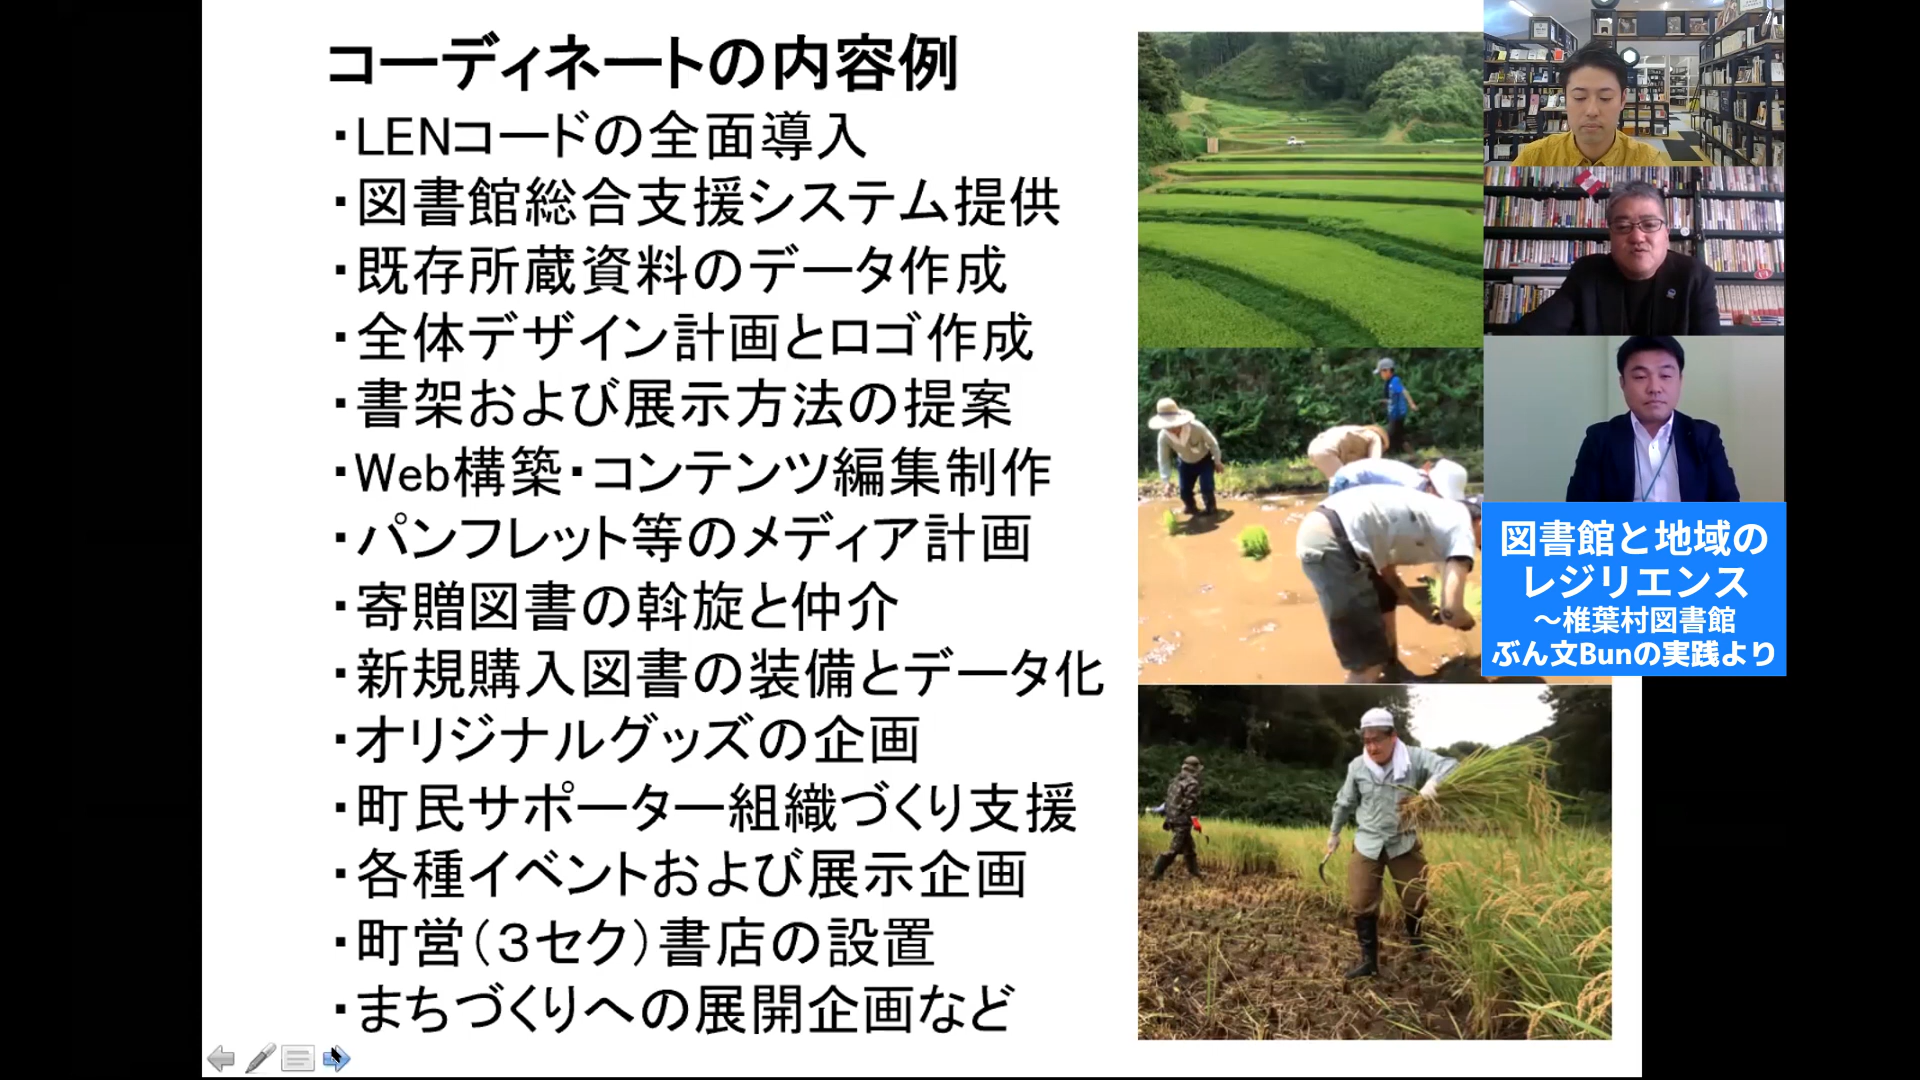 コーディネートの内容例
・LENコードの全面導入
・図書館総合支援システム提供
・既存所蔵資料のデータ作成
・全体デザイン計画とロゴ作成
・書架および展示方法の提案
・Web構築・コンテンツ編集制作
・パンフレット等のメディア計画
・寄贈図書の斡旋と仲介
・新規購入図書の装備とデータ化
・オリジナルグッズの企画
・町民サポーター組織づくり支援
・各種イベントおよび展示企画
・町営（３セク）書店の設置
・まちづくりへの展開企画など
図書館と地域の
レジリエンス
～椎葉村図書館
ぶん文Bunの実践より